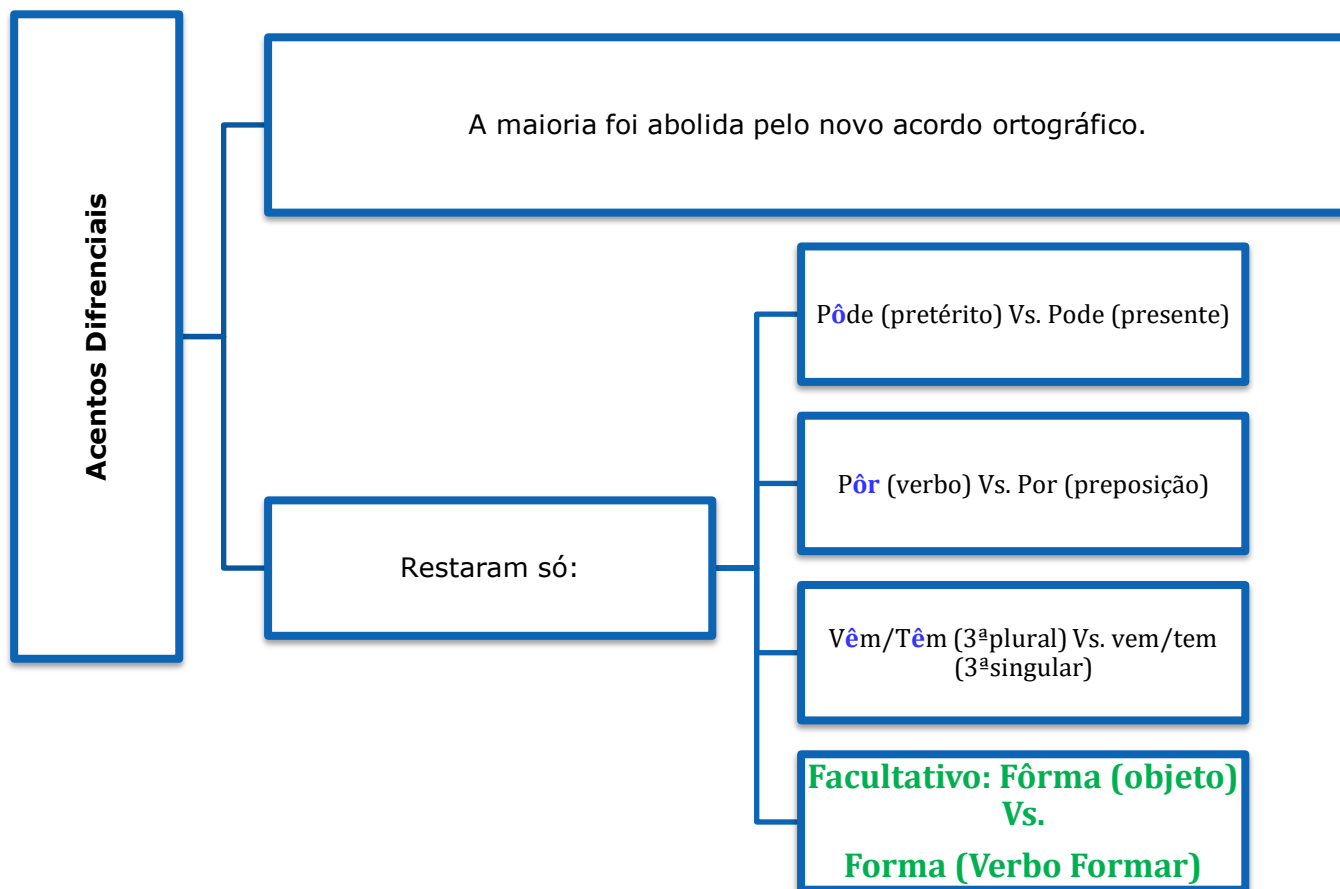 Acentos Difrenciais
A maioria foi abolida pelo novo acordo ortográfico.
Restaram só:
Pôde (pretérito) Vs. Pode (presente)
Pôr (verbo) Vs. Por (preposição)
Vêm/Têm (3ªplural) Vs. vem/tem
(3ªsingular)
Facultativo: Fôrma (objeto)
Vs.
Forma (Verbo Formar)